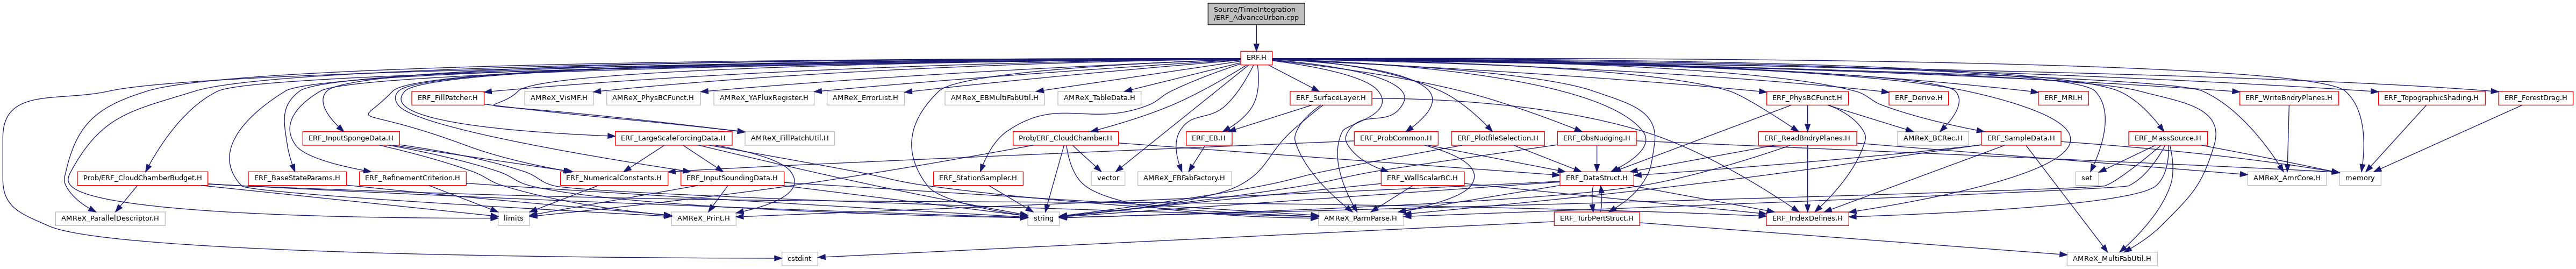 Source/TimeIntegration
/ERF_AdvanceUrban.cpp
ERF.H
ERF_FillPatcher.H
AMReX_VisMF.H
AMReX_PhysBCFunct.H
AMReX_YAFluxRegister.H
AMReX_ErrorList.H
AMReX_EBMultiFabUtil.H
AMReX_TableData.H
ERF_SurfaceLayer.H
ERF_PhysBCFunct.H
ERF_Derive.H
ERF_MRI.H
ERF_WriteBndryPlanes.H
ERF_TopographicShading.H
ERF_ForestDrag.H
ERF_InputSpongeData.H
ERF_LargeScaleForcingData.H
AMReX_FillPatchUtil.H
Prob/ERF_CloudChamber.H
ERF_EB.H
ERF_ProbCommon.H
ERF_PlotfileSelection.H
ERF_ObsNudging.H
ERF_ReadBndryPlanes.H
AMReX_BCRec.H
ERF_SampleData.H
ERF_MassSource.H
Prob/ERF_CloudChamberBudget.H
ERF_BaseStateParams.H
ERF_RefinementCriterion.H
ERF_NumericalConstants.H
ERF_InputSoundingData.H
ERF_StationSampler.H
vector
AMReX_EBFabFactory.H
ERF_WallScalarBC.H
ERF_DataStruct.H
set
AMReX_AmrCore.H
memory
AMReX_ParallelDescriptor.H
limits
AMReX_Print.H
string
AMReX_ParmParse.H
ERF_TurbPertStruct.H
ERF_IndexDefines.H
cstdint
AMReX_MultiFabUtil.H